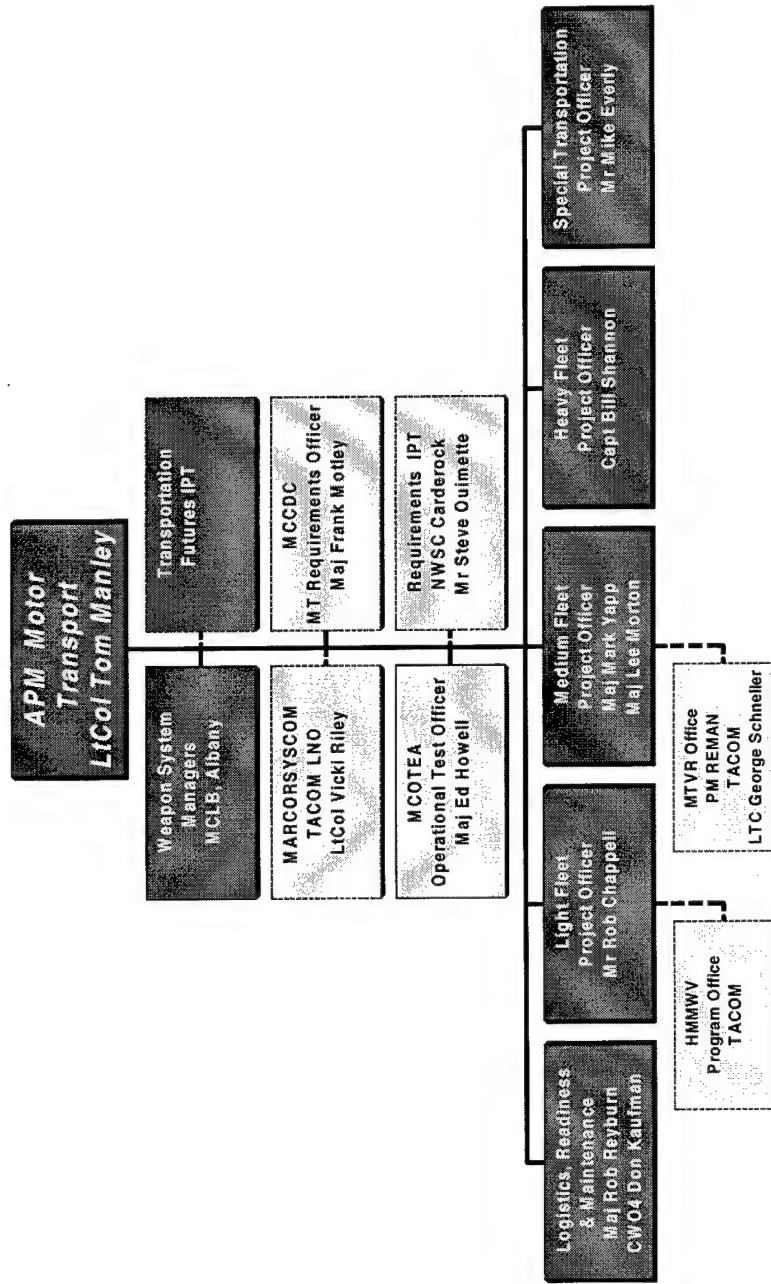 APM Motor
Transport
LtCol Tom Manley
Weapon System
Managers
MCLB, Albany
Transportation
Futures IPT
MARCORSYSCOM
TACOM LNO
LtCol Vicki Riley
MCCDC
MT Requirements Officer
Maj Frank Motley
MCOTEA
Operational Test Officer
Maj Ed Howell
Requirements IPT
NWSC Carderock
Mr Steve Ouimette
Logistics, Readiness
& Maintenance
Maj Rob Reyburn
CWO4 Don Kaufman
Light Fleet
Project Officer
Mr Rob Chappell
Medium Fleet
Project Officer
Maj Mark Yapp
Maj Lee Morton
Heavy Fleet
Project Officer
Capt Bill Shannon
Special Transportation
Project Officer
Mr Mike Everly
HMMWV
Program Office
TACOM
MTVR Office
PM REMAN
TACOM
LTC George Schneller